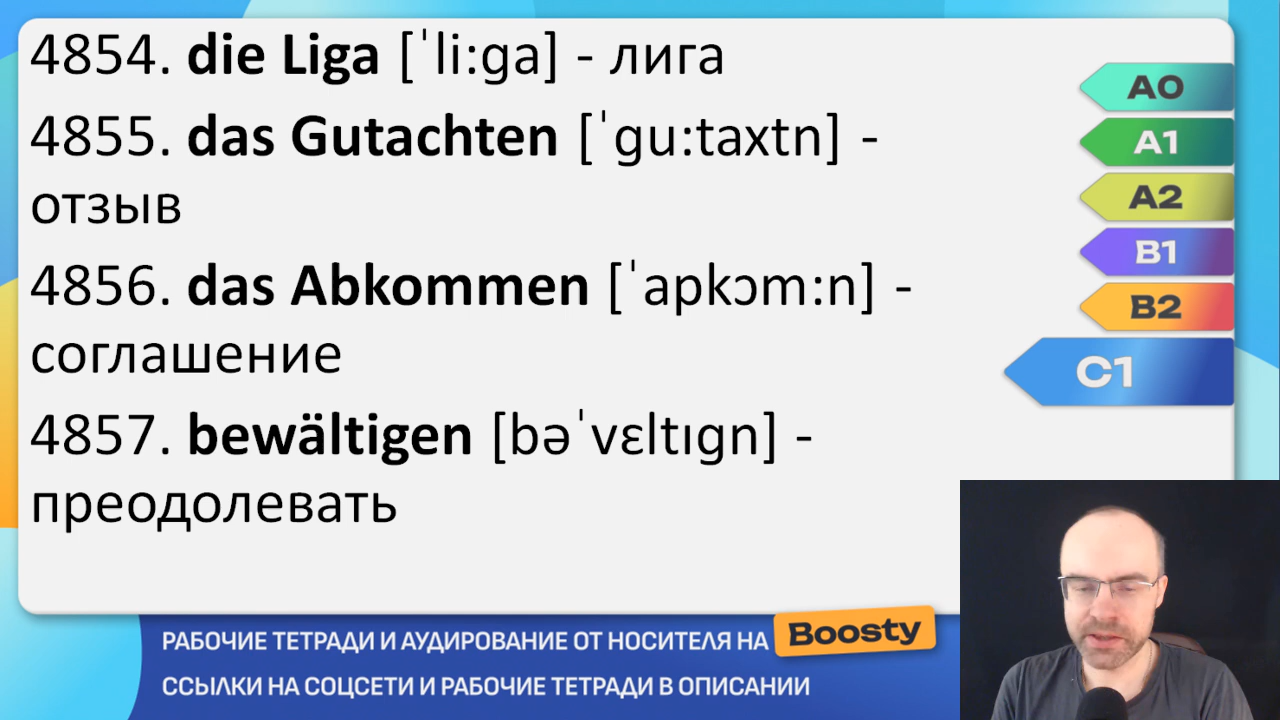 4854. die Liga [ˈli:ga] - лига
4855. das Gutachten [ˈgu:taxtn] -
отзыв
4856. das Abkommen [ˈapkɔm:n] -
соглашение
4857. bewältigen [bəˈvɛltɪgn] -
преодолевать
A0
A1
A2
B1
B2
C1
РАБОЧИЕ ТЕТРАДИ И АУДИРОВАНИЕ ОТ НОСИТЕЛЯ НА Boosty
ССЫЛКИ НА СОЦСЕТИ И РАБОЧИЕ ТЕТРАДИ В ОПИСАНИИ